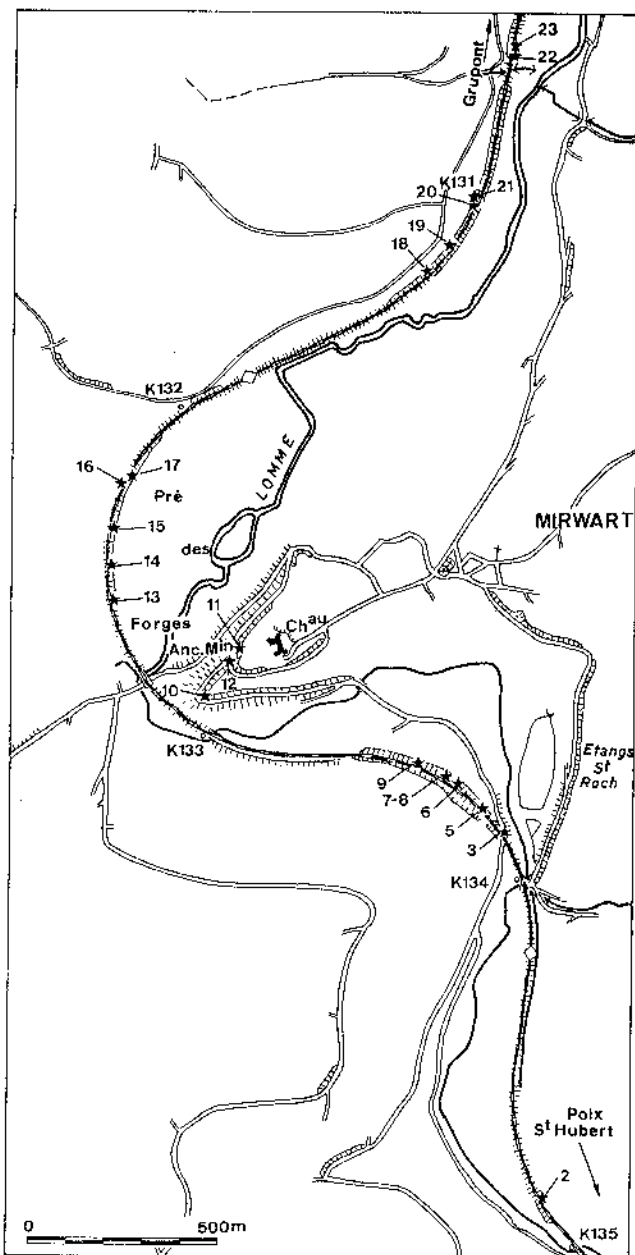 23
22
Grupont
K131
21
20
19
18
K132
16
17
Pré
LOMME
15
MIRWART
des
14
13
11
Forges
Chau
Anc. Min
12
10
K133
Etangs
St
Roch
9
7-8
6
5
3
K134
Poix
St Hubert
2
0 500m
K135